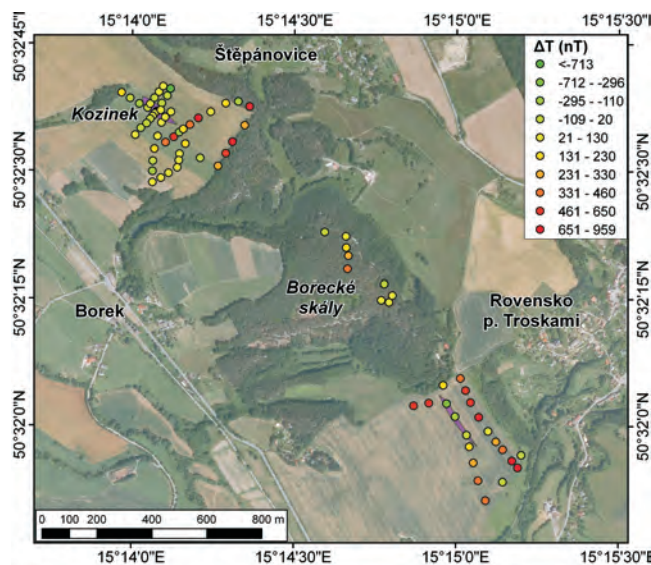 15°14'0"E
15°14'30"E
15°15'0"E
15°15'30"E
50°32'45"N
50°32'45"N
Štěpánovice
ΔT (nT)
<-713
-712 - -296
-295 - -110
-109 - 20
21 - 130
131 - 230
231 - 330
331 - 460
461 - 650
651 - 959
Kozinek
50°32'30"N
50°32'30"N
Borecké
skály
50°32'15"N
50°32'15"N
Borek
Rovensko
p. Troskami
50°32'0"N
50°32'0"N
0 100 200 400 600 800 m
15°14'0"E
15°14'30"E
15°15'0"E
15°15'30"E